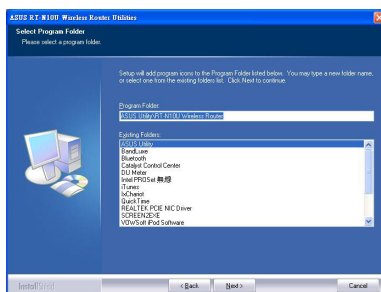 ASUS RT-N10U Wireless Router Utilities
Select Program Folder
Please select a program folder.
Setup will add program icons to the Program Folder listed below. You may type a new folder name,
or select one from the existing folders list. Click Next to continue.
Program Folder:
ASUS Utility\RT-N10U Wireless Router
Existing Folders:
ASUS Utility
BandLuxe
Bluetooth
Catalyst Control Center
DU Meter
Intel PROSet 無線
iTunes
IxChariot
QuickTime
REALTEK PCIE NIC Driver
SCREEN2EXE
VOWSoft iPod Software
InstallShield
< Back
Next >
Cancel